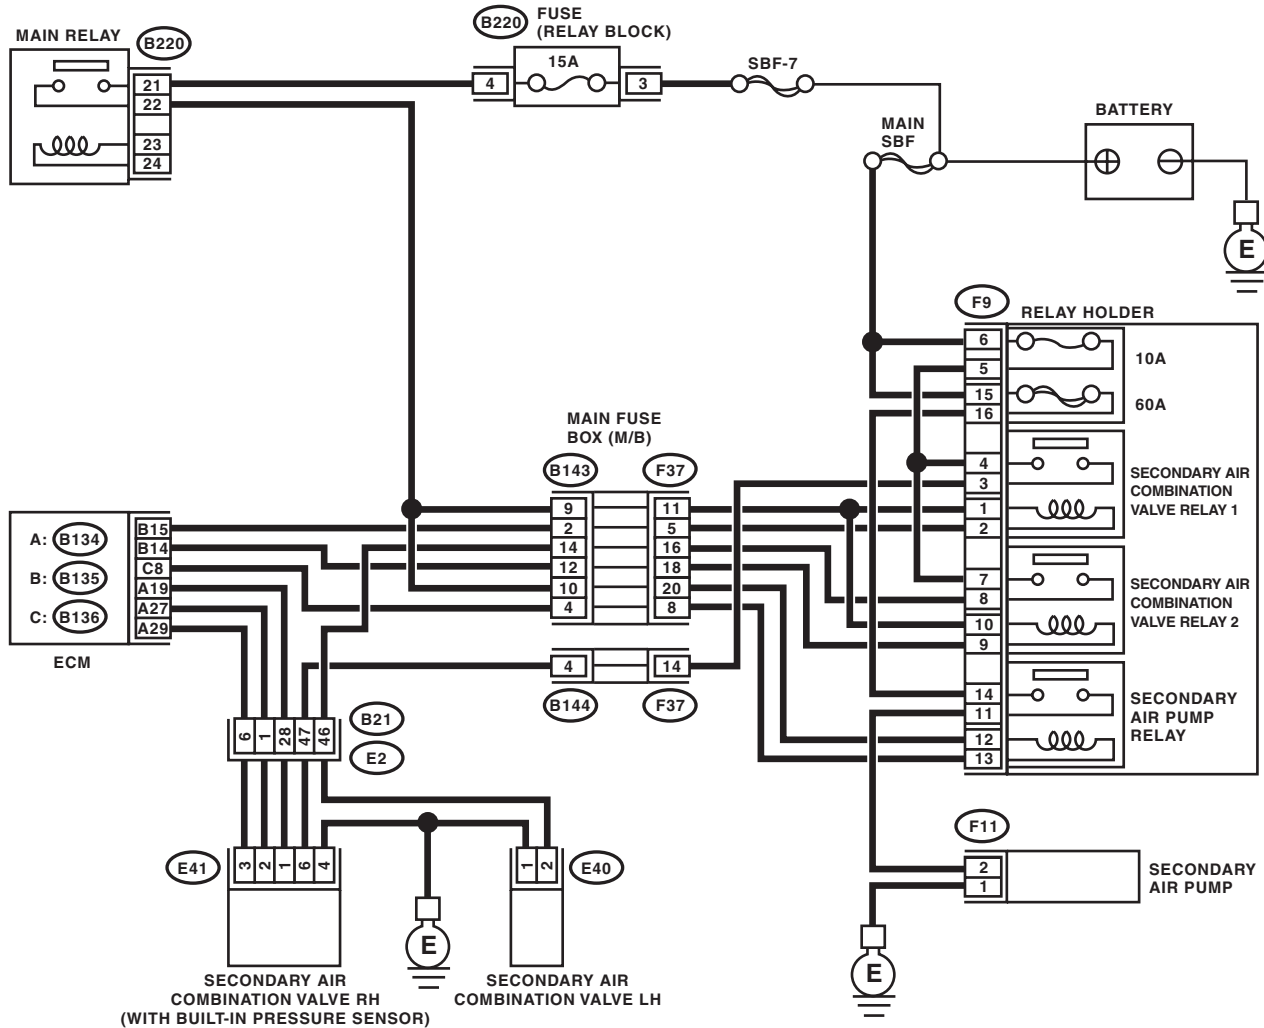 MAIN RELAY
B220
21
22
23
24
B220
FUSE
(RELAY BLOCK)
15A
4
3
SBF-7
MAIN
SBF
BATTERY
E
F9
RELAY HOLDER
6
5
15
16
4
3
1
2
7
8
10
9
14
11
12
13
10A
60A
SECONDARY AIR
COMBINATION
VALVE RELAY 1
SECONDARY AIR
COMBINATION
VALVE RELAY 2
SECONDARY
AIR PUMP
RELAY
MAIN FUSE
BOX (M/B)
B143
F37
9
11
2
5
14
16
12
18
10
20
4
8
4
14
B144
F37
A: B134
B: B135
C: B136
B15
B14
C8
A19
A27
A29
ECM
6
1
28
47
46
B21
E2
E41
3
2
1
6
4
1
2
E40
E
SECONDARY AIR
COMBINATION VALVE RH
(WITH BUILT-IN PRESSURE SENSOR)
SECONDARY AIR
COMBINATION VALVE LH
F11
2
1
SECONDARY
AIR PUMP
E